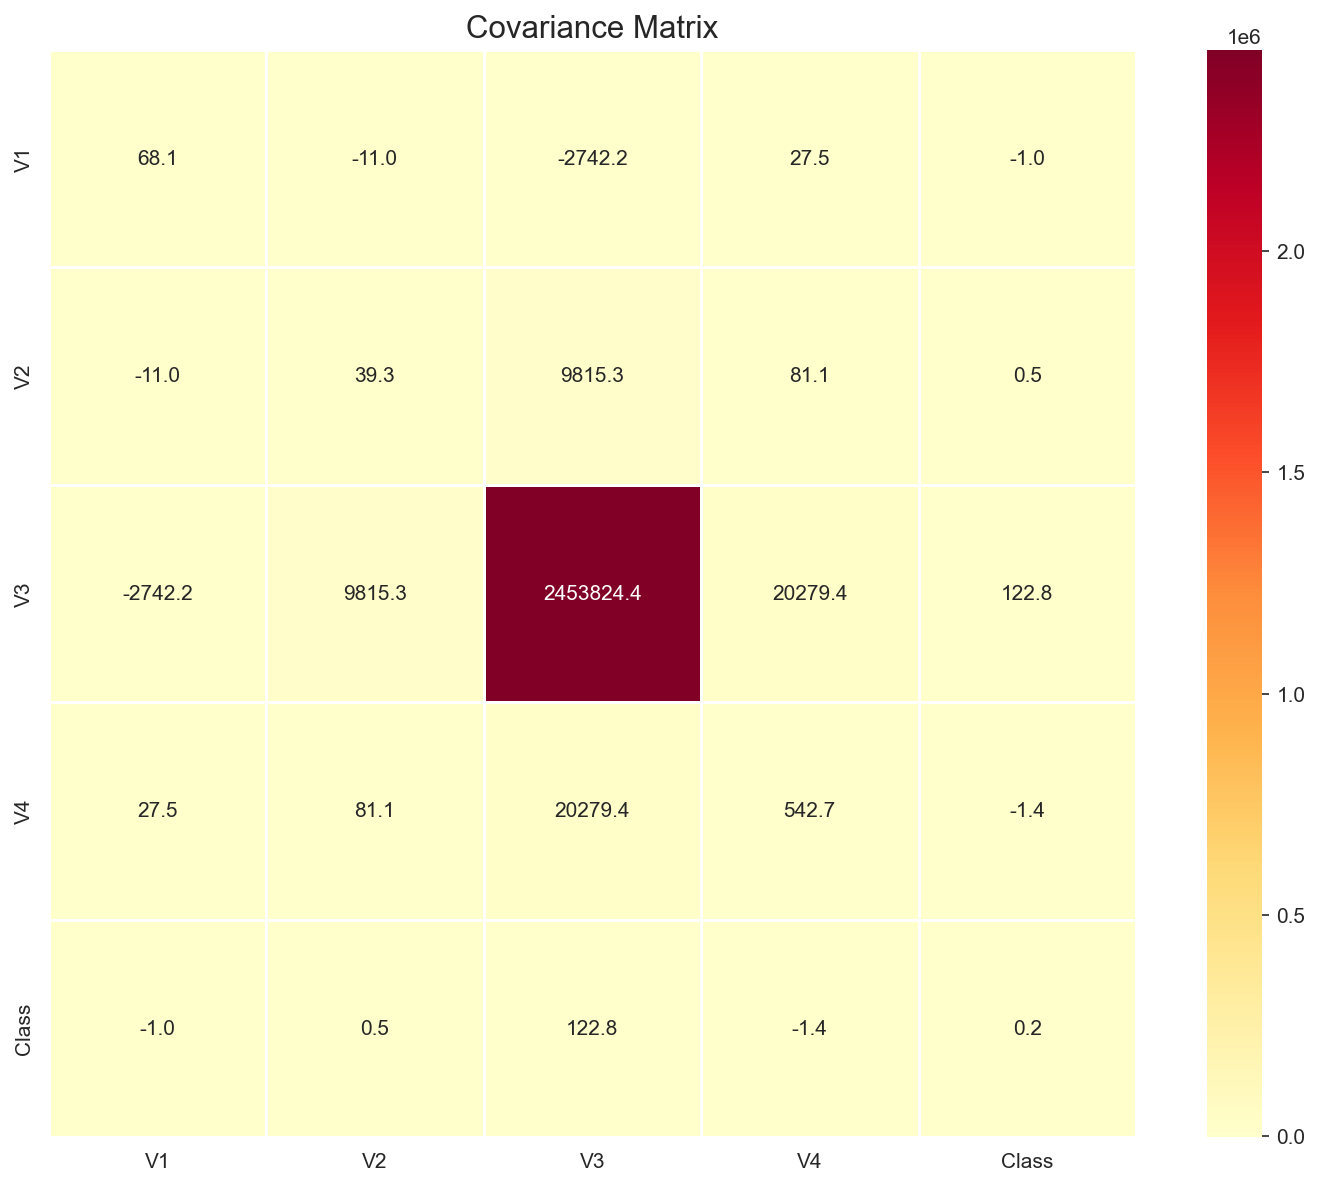 Covariance Matrix
1e6
V1 68.1 -11.0 -2742.2 27.5 -1.0
2.0
V2 -11.0 39.3 9815.3 81.1 0.5
1.5
V3 -2742.2 9815.3 2453824.4 20279.4 122.8
1.0
V4 27.5 81.1 20279.4 542.7 -1.4
0.5
Class -1.0 0.5 122.8 -1.4 0.2
0.0
V1 V2 V3 V4 Class